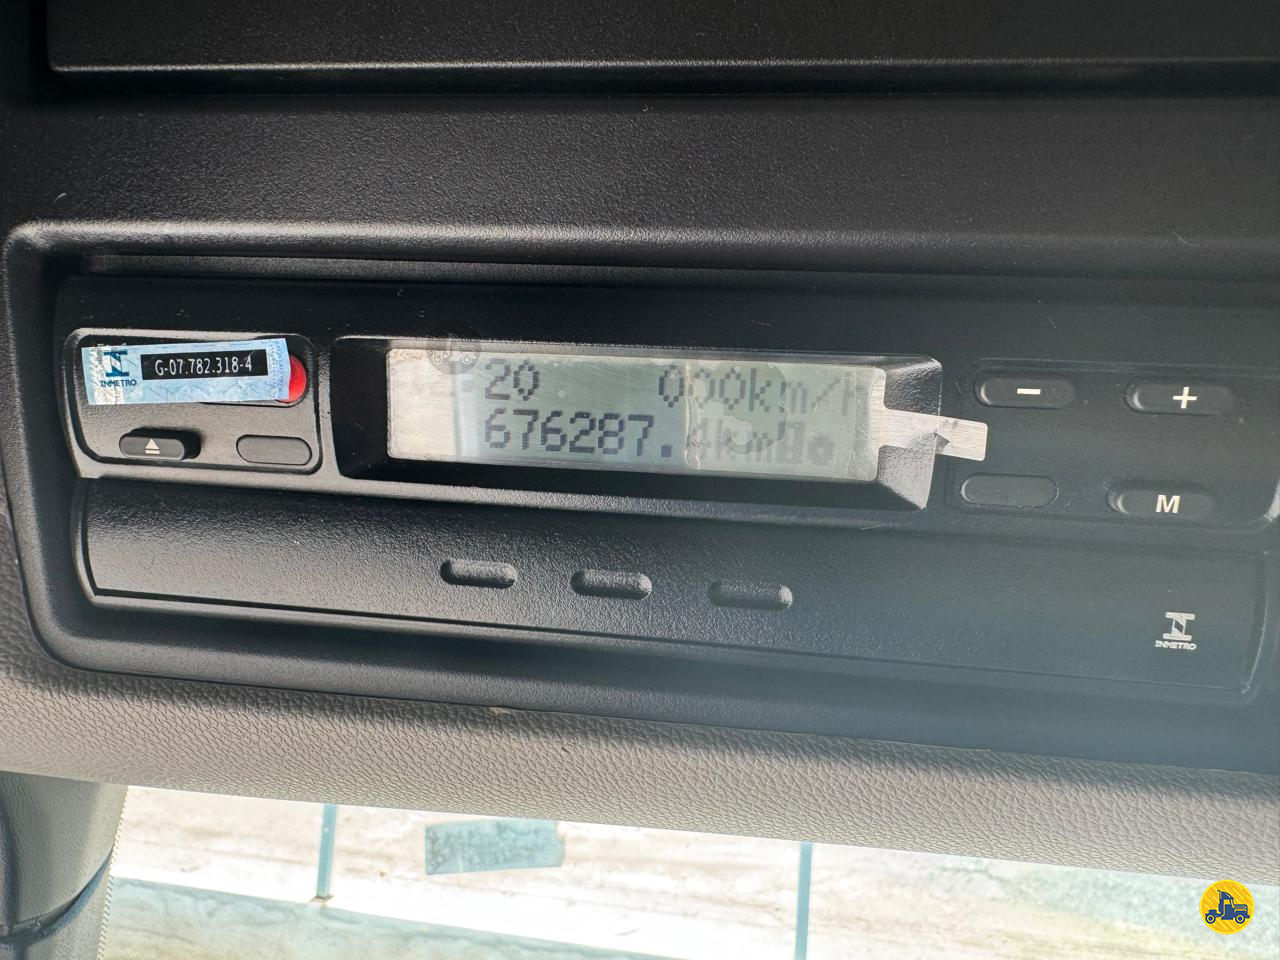 INMETRO
G-07.782.318-4
20 000km/h
676287.4km
−
+
M
INMETRO